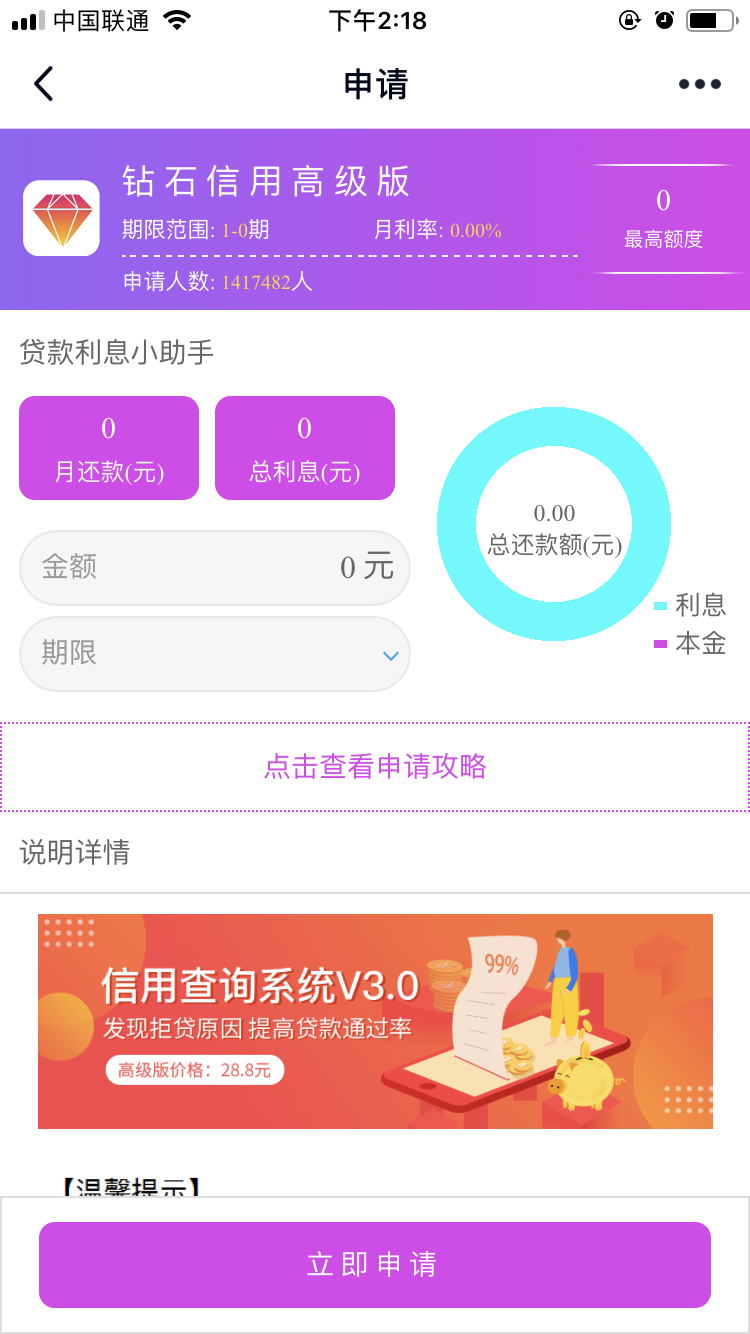 中国联通 下午2:18
申请
钻石信用高级版
期限范围: 1-0期 月利率: 0.00%
申请人数: 1417482人
0
最高额度
贷款利息小助手
0
月还款(元)
0
总利息(元)
金额 0 元
期限
0.00
总还款额(元)
利息
本金
点击查看申请攻略
说明详情
信用查询系统V3.0
发现拒贷原因 提高贷款通过率
高级版价格：28.8元
99%
【温馨提示】
立即申请